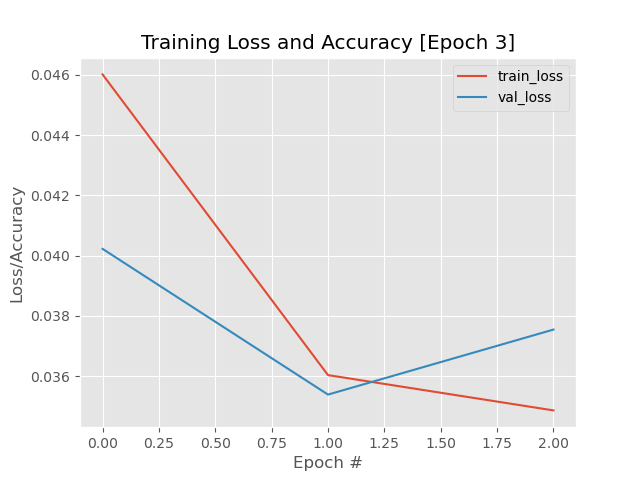 Training Loss and Accuracy [Epoch 3]
train_loss
val_loss
0.046
0.044
0.042
0.040
0.038
0.036
Loss/Accuracy
0.00 0.25 0.50 0.75 1.00 1.25 1.50 1.75 2.00
Epoch #